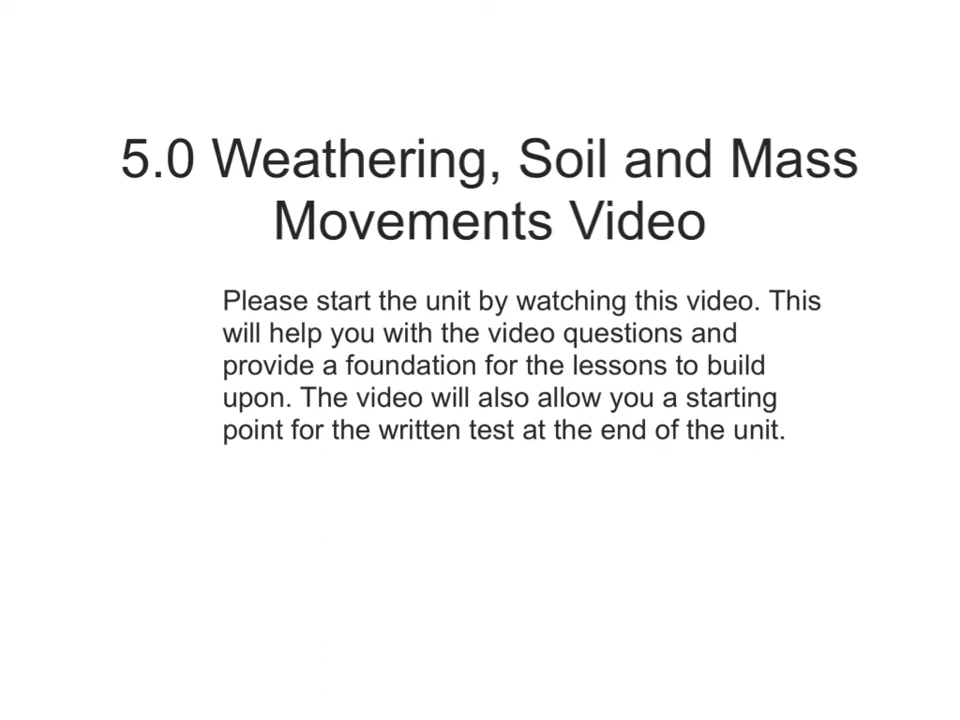 5.0 Weathering, Soil and Mass
Movements Video
Please start the unit by watching this video. This
will help you with the video questions and
provide a foundation for the lessons to build
upon. The video will also allow you a starting
point for the written test at the end of the unit.